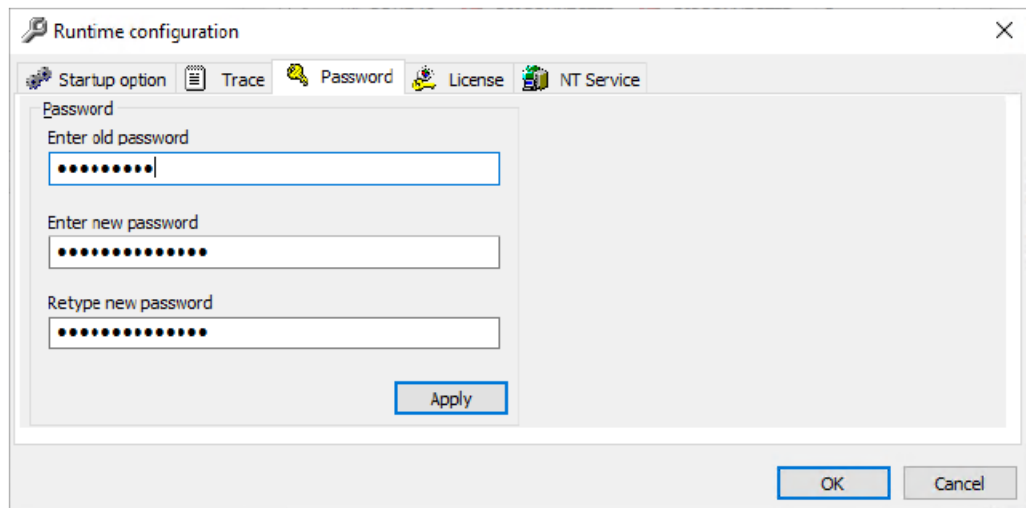 Runtime configuration
Startup option Trace Password License NT Service
Password
Enter old password
•••••••••
Enter new password
••••••••••••••
Retype new password
••••••••••••••
Apply
OK Cancel